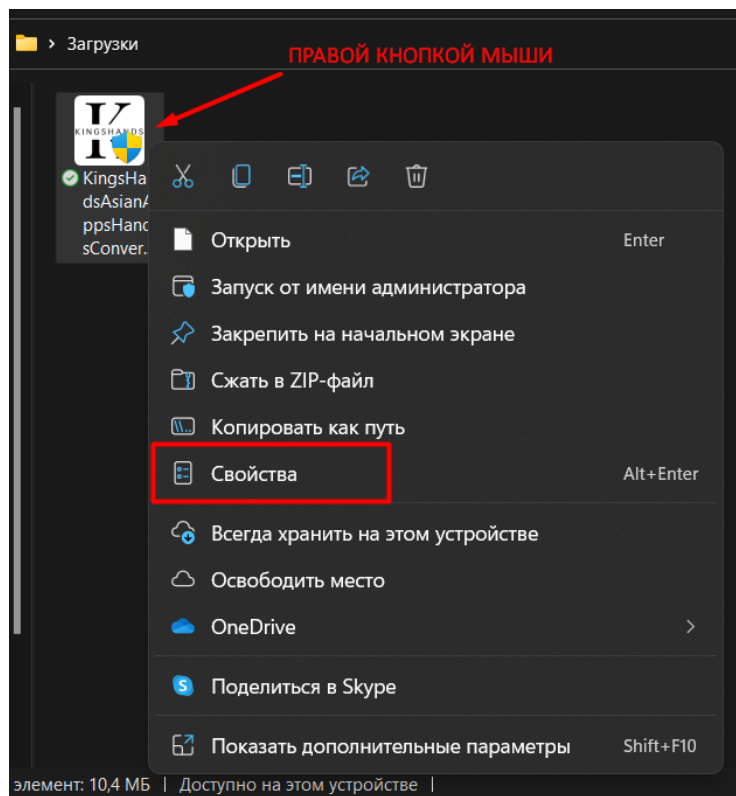 Загрузки
ПРАВОЙ КНОПКОЙ МЫШИ
K
KINGSHANDS
KingsHa
dsAsianA
ppsHand
sConver..
Открыть Enter
Запуск от имени администратора
Закрепить на начальном экране
Сжать в ZIP-файл
Копировать как путь
Свойства Alt+Enter
Всегда хранить на этом устройстве
Освободить место
OneDrive
Поделиться в Skype
Показать дополнительные параметры Shift+F10
элемент: 10,4 МБ | Доступно на этом устройстве |